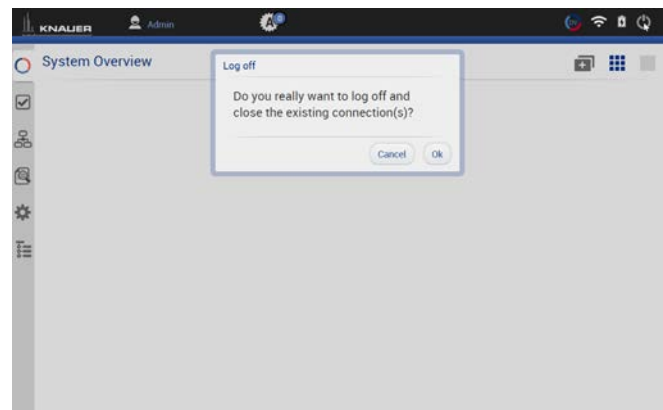 KNAUER
Admin
A
0
System Overview
Log off
Do you really want to log off and
close the existing connection(s)?
Cancel
Ok